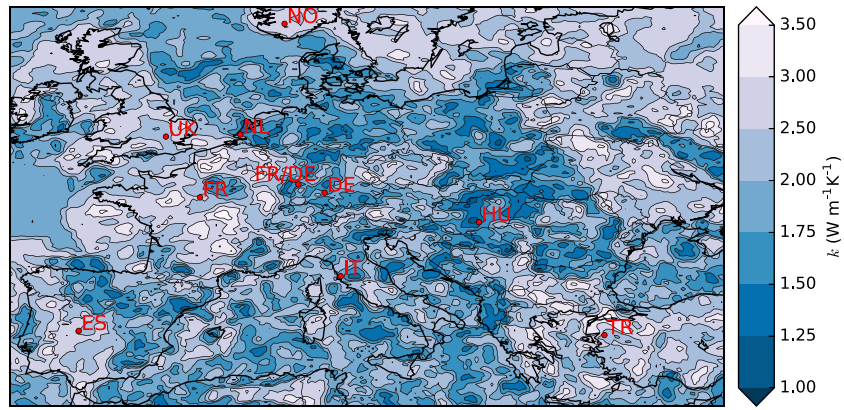 NO
UK
NL
FR/DE
FR
DE
HU
IT
ES
TR
3.50
3.00
2.50
2.00
1.75
1.50
1.25
1.00
k (W m⁻¹K⁻¹)